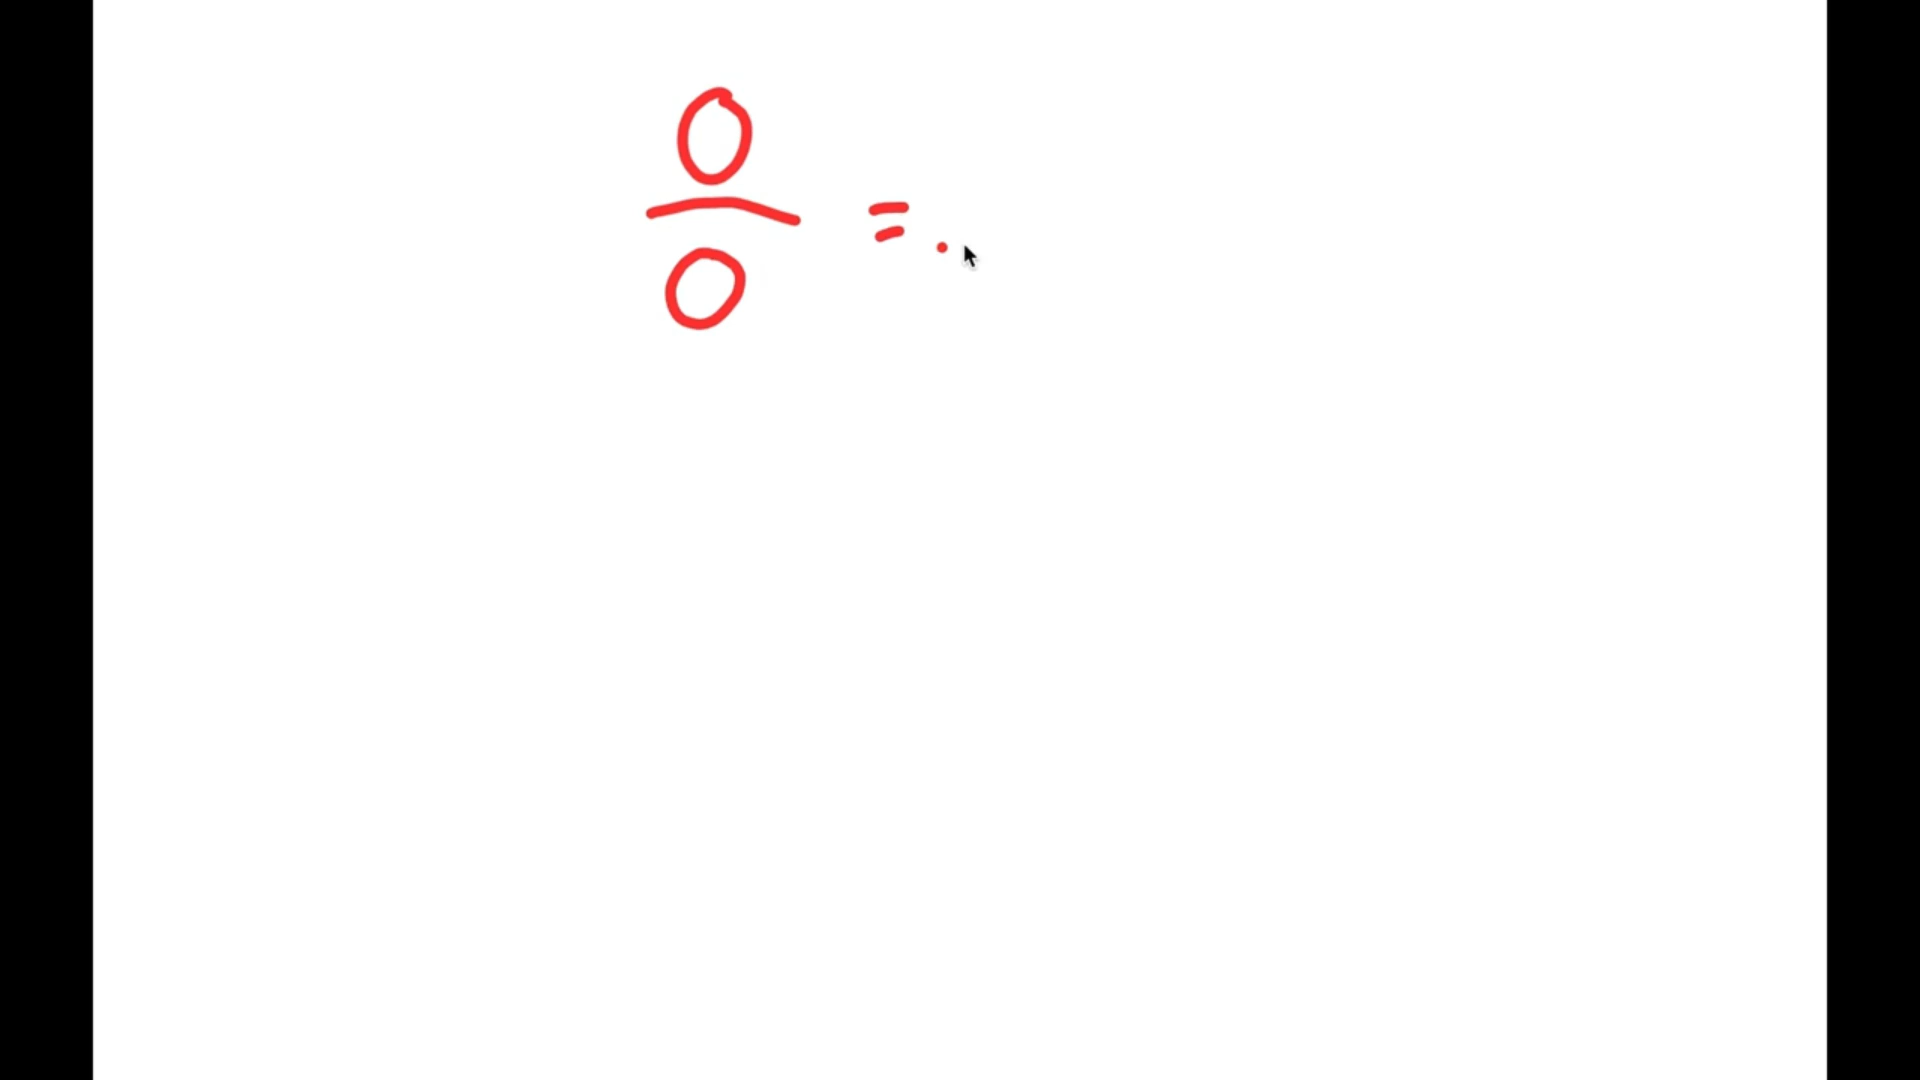 0
0 = .